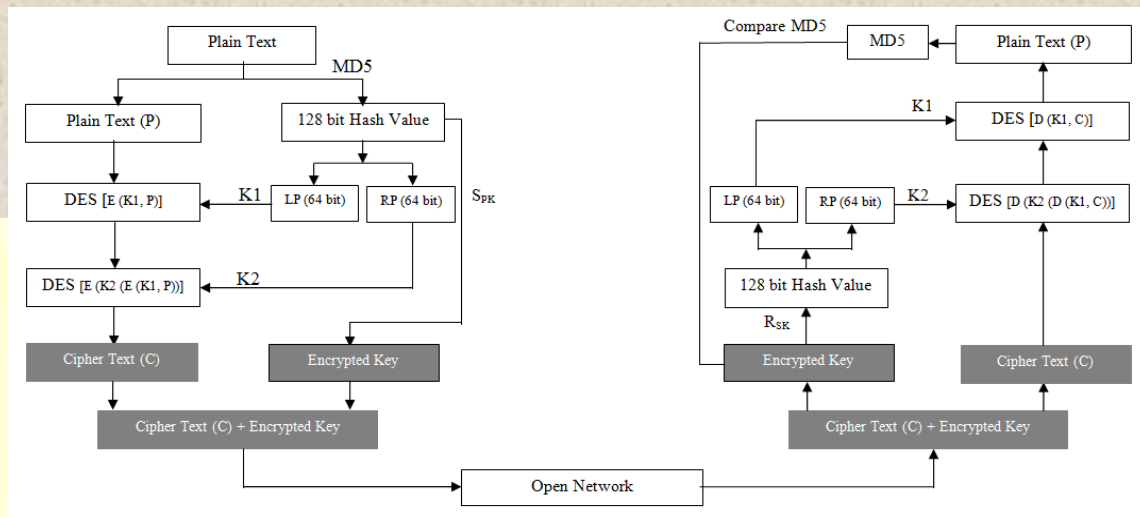 Plain Text
MD5
Plain Text (P)
128 bit Hash Value
DES [E (K1, P)]
K1
LP (64 bit)
RP (64 bit)
SPK
DES [E (K2 (E (K1, P))]
K2
Cipher Text (C)
Encrypted Key
Cipher Text (C) + Encrypted Key
Open Network
Compare MD5
MD5
Plain Text (P)
K1
DES [D (K1, C)]
LP (64 bit)
RP (64 bit)
K2
DES [D (K2 (D (K1, C))]
128 bit Hash Value
RSK
Encrypted Key
Cipher Text (C)
Cipher Text (C) + Encrypted Key